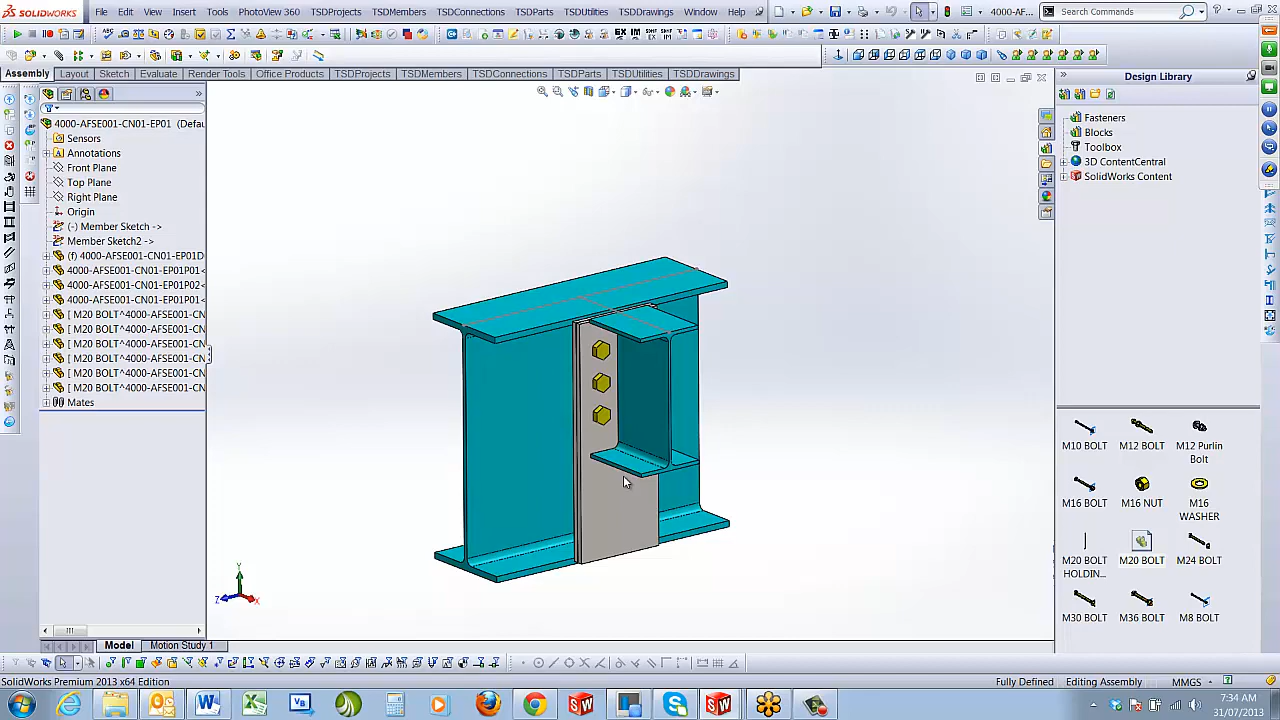 SOLIDWORKS File Edit View Insert Tools PhotoView 360 TSDProjects TSDMembers TSDConnections TSDParts TSDUtilities TSDDrawings Window Help 4000-AF... Search Commands
Assembly Layout Sketch Evaluate Render Tools Office Products TSDProjects TSDMembers TSDConnections TSDParts TSDUtilities TSDDrawings
Design Library
4000-AFSE001-CN01-EP01 (Defau
Sensors
Annotations
Front Plane
Top Plane
Right Plane
Origin
(-) Member Sketch ->
Member Sketch2 ->
(f) 4000-AFSE001-CN01-EP01D
4000-AFSE001-CN01-EP01P01<
4000-AFSE001-CN01-EP01P02<
4000-AFSE001-CN01-EP01P01<
[ M20 BOLT^4000-AFSE001-CN
[ M20 BOLT^4000-AFSE001-CN
[ M20 BOLT^4000-AFSE001-CN
[ M20 BOLT^4000-AFSE001-CN
[ M20 BOLT^4000-AFSE001-CN
[ M20 BOLT^4000-AFSE001-CN
Mates
Fasteners
Blocks
Toolbox
3D ContentCentral
SolidWorks Content
M10 BOLT M12 BOLT M12 Purlin
Bolt
M16 BOLT M16 NUT M16
WASHER
M20 BOLT
HOLDIN... M20 BOLT M24 BOLT
M30 BOLT M36 BOLT M8 BOLT
Y
Z X
Model Motion Study 1
SolidWorks Premium 2013 x64 Edition Fully Defined Editing Assembly MMGS
7:34 AM
31/07/2013